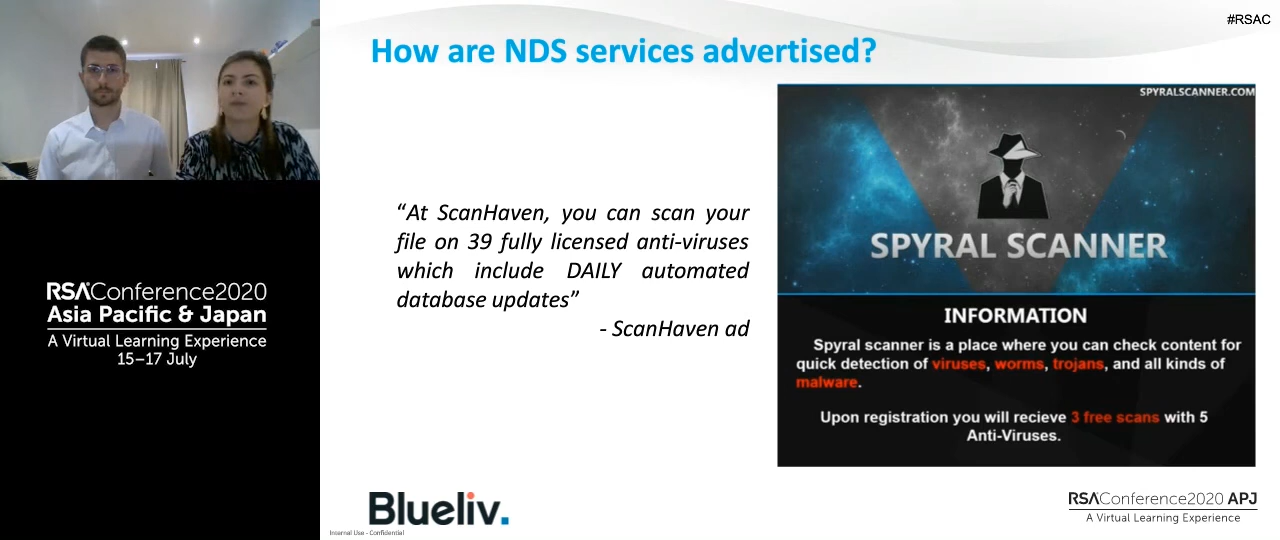 #RSAC
How are NDS services advertised?
SPYRALSCANNER.COM
SPYRAL SCANNER
“At ScanHaven, you can scan your
file on 39 fully licensed anti-viruses
which include DAILY automated
database updates”
- ScanHaven ad
INFORMATION
Spyral scanner is a place where you can check content for
quick detection of viruses, worms, trojans, and all kinds of
malware.
Upon registration you will recieve 3 free scans with 5
Anti-Viruses.
RSAConference2020
Asia Pacific & Japan
A Virtual Learning Experience
15–17 July
Blueliv.
Internal Use - Confidential
RSAConference2020 APJ
A Virtual Learning Experience